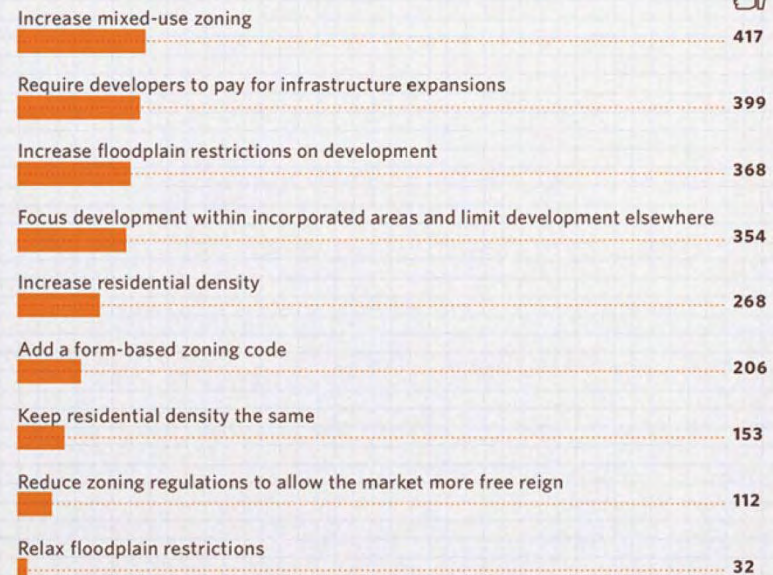 Increase mixed-use zoning
417
Require developers to pay for infrastructure expansions
399
Increase floodplain restrictions on development
368
Focus development within incorporated areas and limit development elsewhere
354
Increase residential density
268
Add a form-based zoning code
206
Keep residential density the same
153
Reduce zoning regulations to allow the market more free reign
112
Relax floodplain restrictions
32